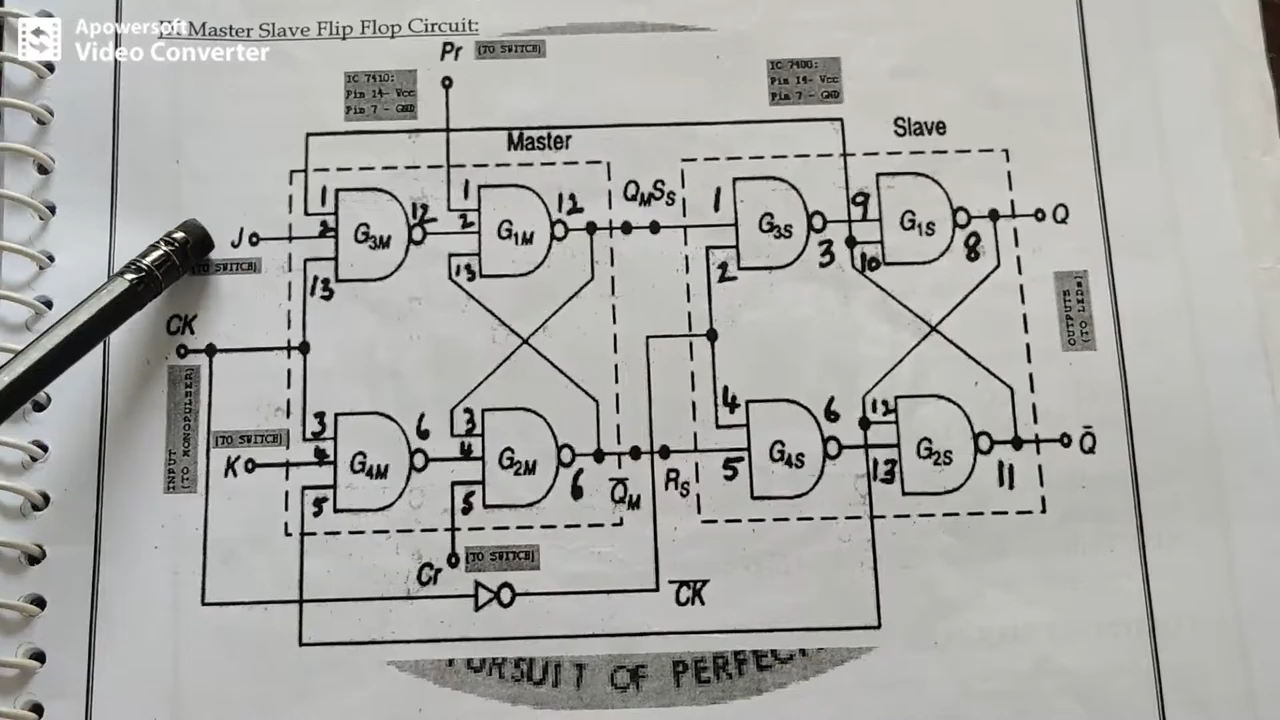 Apowersoft
Video Converter
Master Slave Flip Flop Circuit:
Pr [TO SWITCH]
IC 7410:
Pin 14- Vcc
Pin 7 - GND
IC 7400:
Pin 14- Vcc
Pin 7 - GND
Master
Slave
1
2
13
G3M
12
1
2
13
G1M
12
QM SS
1
2
G3S
3
9
10
G1S
8
Q
J
[TO SWITCH]
CK
INPUT
(TO MONOPULSER)
OUTPUTS
(TO LEDs)
[TO SWITCH]
K
3
4
5
G4M
6
3
4
5
G2M
6
Q̅M
RS
4
5
G4S
6
12
13
G2S
11
Q̅
Cr [TO SWITCH]
C̅K̅
PURSUIT OF